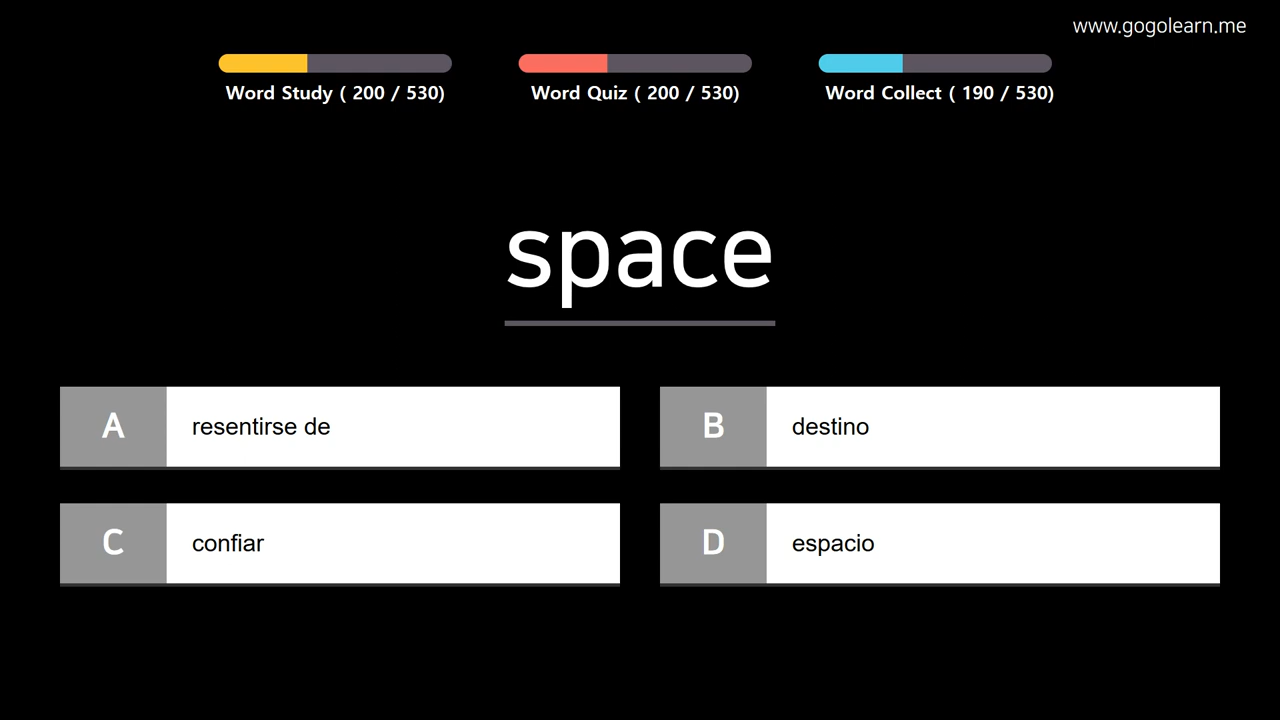 www.gogolearn.me
Word Study ( 200 / 530)
Word Quiz ( 200 / 530)
Word Collect ( 190 / 530)
space
A resentirse de
B destino
C confiar
D espacio